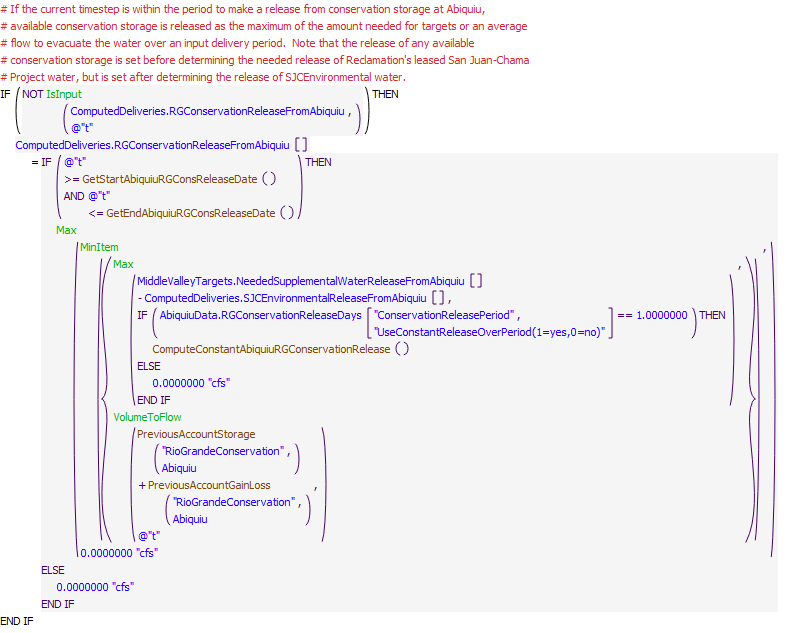 # If the current timestep is within the period to make a release from conservation storage at Abiquiu,
# available conservation storage is released as the maximum of the amount needed for targets or an average
# flow to evacuate the water over an input delivery period.  Note that the release of any available
# conservation storage is set before determining the needed release of Reclamation's leased San Juan-Chama
# Project water, but is set after determining the release of SJCEnvironmental water.
IF ( NOT IsInput
( ComputedDeliveries.RGConservationReleaseFromAbiquiu ,
@"t" ) ) THEN
ComputedDeliveries.RGConservationReleaseFromAbiquiu []
= IF ( @"t"
>= GetStartAbiquiuRGConsReleaseDate ()
AND @"t"
<= GetEndAbiquiuRGConsReleaseDate () ) THEN
Max
( MinItem
( { Max
( MiddleValleyTargets.NeededSupplementalWaterReleaseFromAbiquiu []
- ComputedDeliveries.SJCEnvironmentalReleaseFromAbiquiu [] ,
IF ( AbiquiuData.RGConservationReleaseDays [ "ConservationReleasePeriod" ,
"UseConstantReleaseOverPeriod(1=yes,0=no)" ] == 1.0000000 ) THEN
ComputeConstantAbiquiuRGConservationRelease ()
ELSE
0.0000000 "cfs"
END IF ) ,
VolumeToFlow
( PreviousAccountStorage
( "RioGrandeConservation" ,
Abiquiu )
+ PreviousAccountGainLoss
( "RioGrandeConservation" ,
Abiquiu ) ,
@"t" ) } ) ,
0.0000000 "cfs" )
ELSE
0.0000000 "cfs"
END IF
END IF